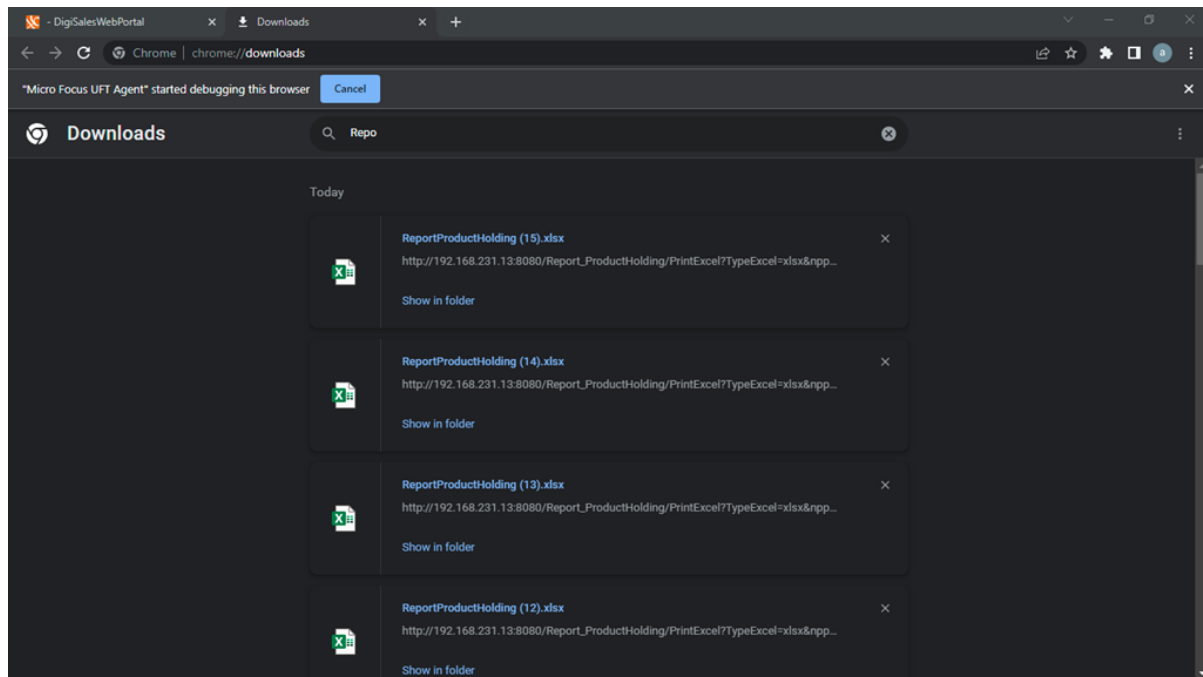 - DigiSalesWebPortal
Downloads
Chrome | chrome://downloads
a
"Micro Focus UFT Agent" started debugging this browser
Cancel
Downloads
Repo
Today
ReportProductHolding (15).xlsx
http://192.168.231.13:8080/Report_ProductHolding/PrintExcel?TypeExcel=xlsx&npp...
Show in folder
ReportProductHolding (14).xlsx
http://192.168.231.13:8080/Report_ProductHolding/PrintExcel?TypeExcel=xlsx&npp...
Show in folder
ReportProductHolding (13).xlsx
http://192.168.231.13:8080/Report_ProductHolding/PrintExcel?TypeExcel=xlsx&npp...
Show in folder
ReportProductHolding (12).xlsx
http://192.168.231.13:8080/Report_ProductHolding/PrintExcel?TypeExcel=xlsx&npp...
Show in folder